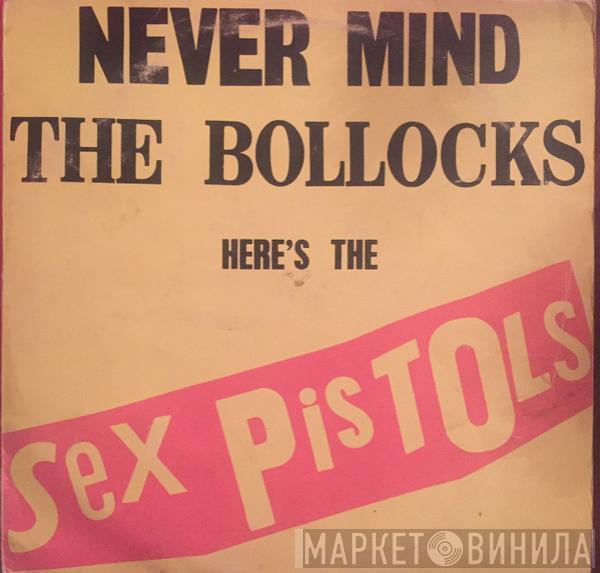 NEVER MIND
THE BOLLOCKS
HERE'S THE
Sex PisTOLs
МАРКЕТ ВИНИЛА